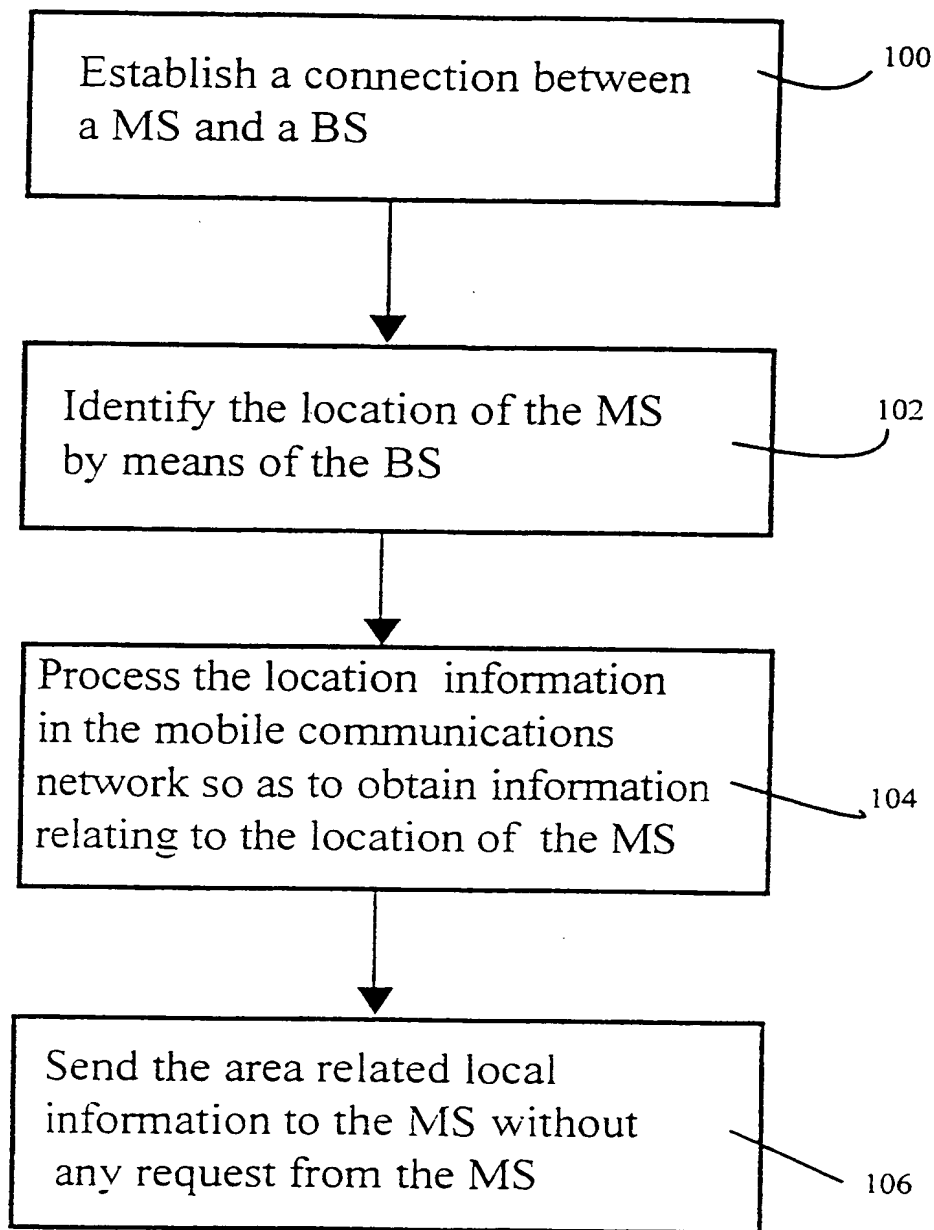 Establish a connection between
a MS and a BS
100
Identify the location of the MS
by means of the BS
102
Process the location information
in the mobile communications
network so as to obtain information
relating to the location of the MS
104
Send the area related local
information to the MS without
any request from the MS
106